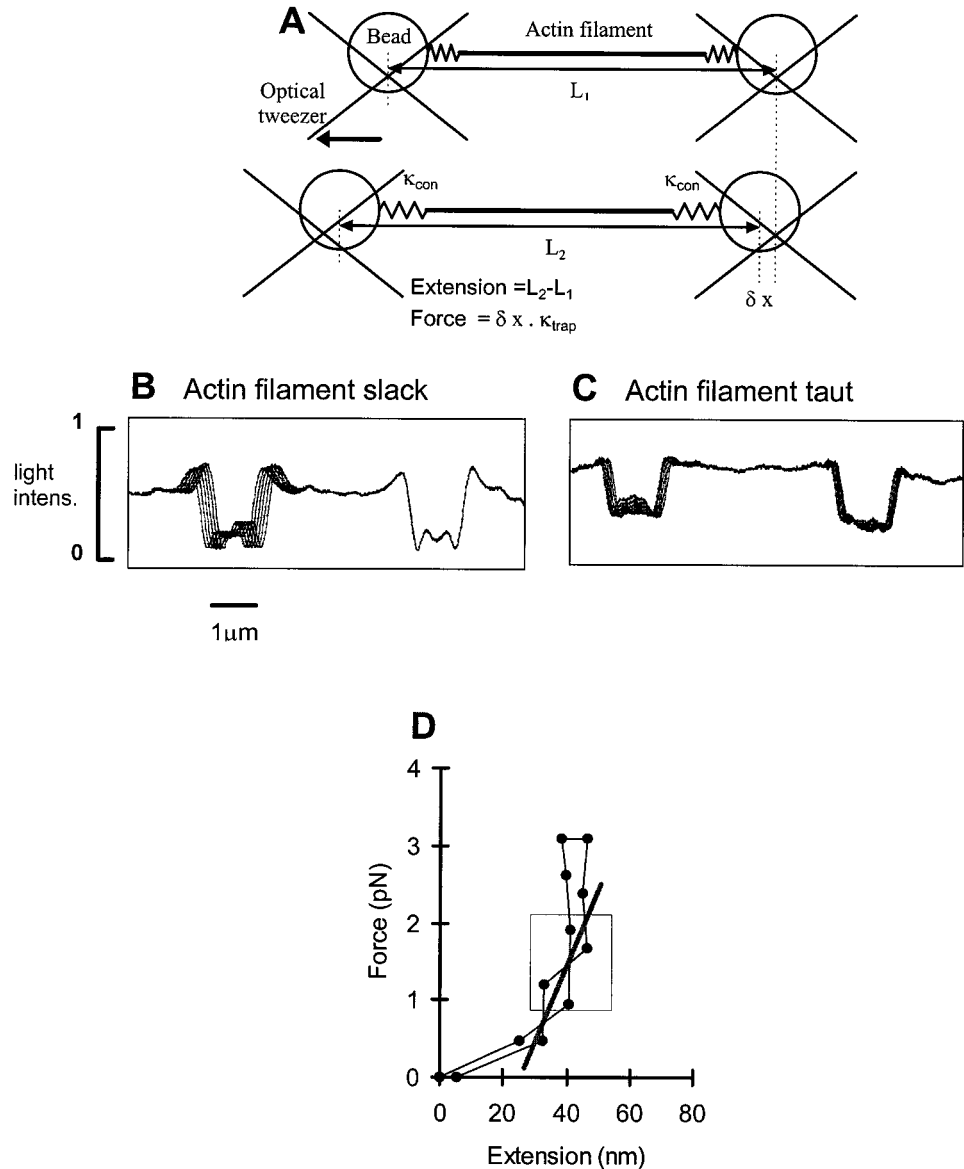 A
Bead
Actin filament
L₁
Optical
tweezer
κcon
κcon
L₂
Extension =L₂-L₁
Force = δ x . κtrap
δ x
B Actin filament slack
C Actin filament taut
1
light
intens.
0
1μm
D
4
3
2
1
0
Force (pN)
0 20 40 60 80
Extension (nm)